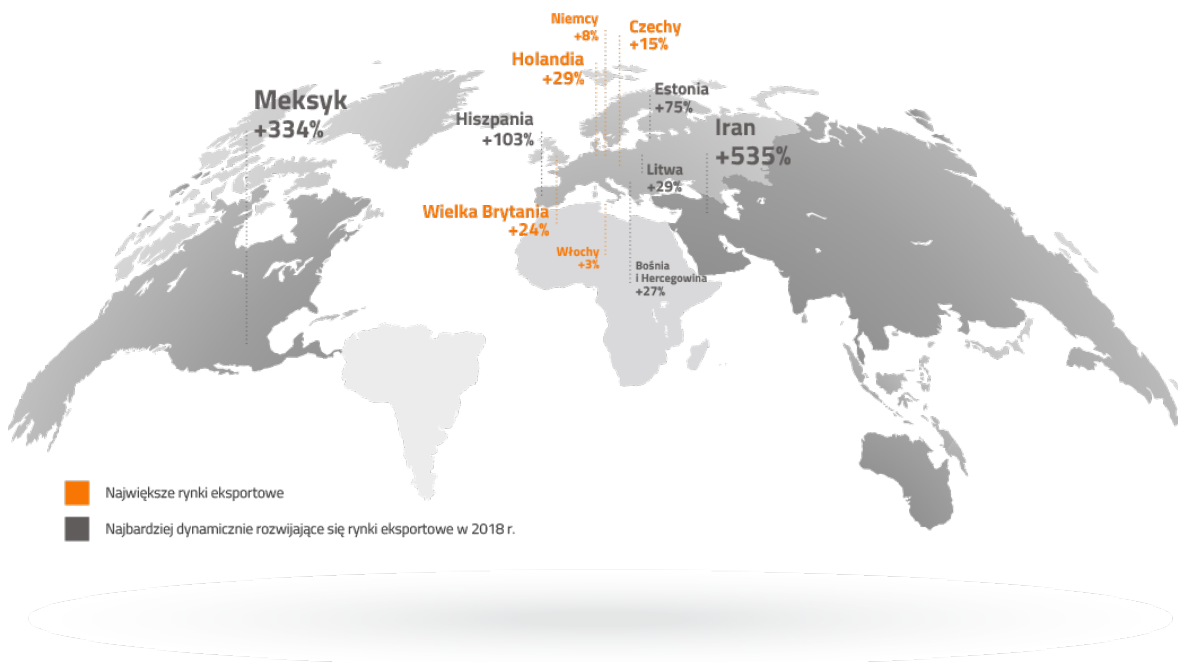 Niemcy
+8%
Czechy
+15%
Holandia
+29%
Meksyk
+334%
Hiszpania
+103%
Estonia
+75%
Iran
+535%
Litwa
+29%
Wielka Brytania
+24%
Włochy
+3%
Bośnia
i Hercegowina
+27%
Największe rynki eksportowe
Najbardziej dynamicznie rozwijające się rynki eksportowe w 2018 r.